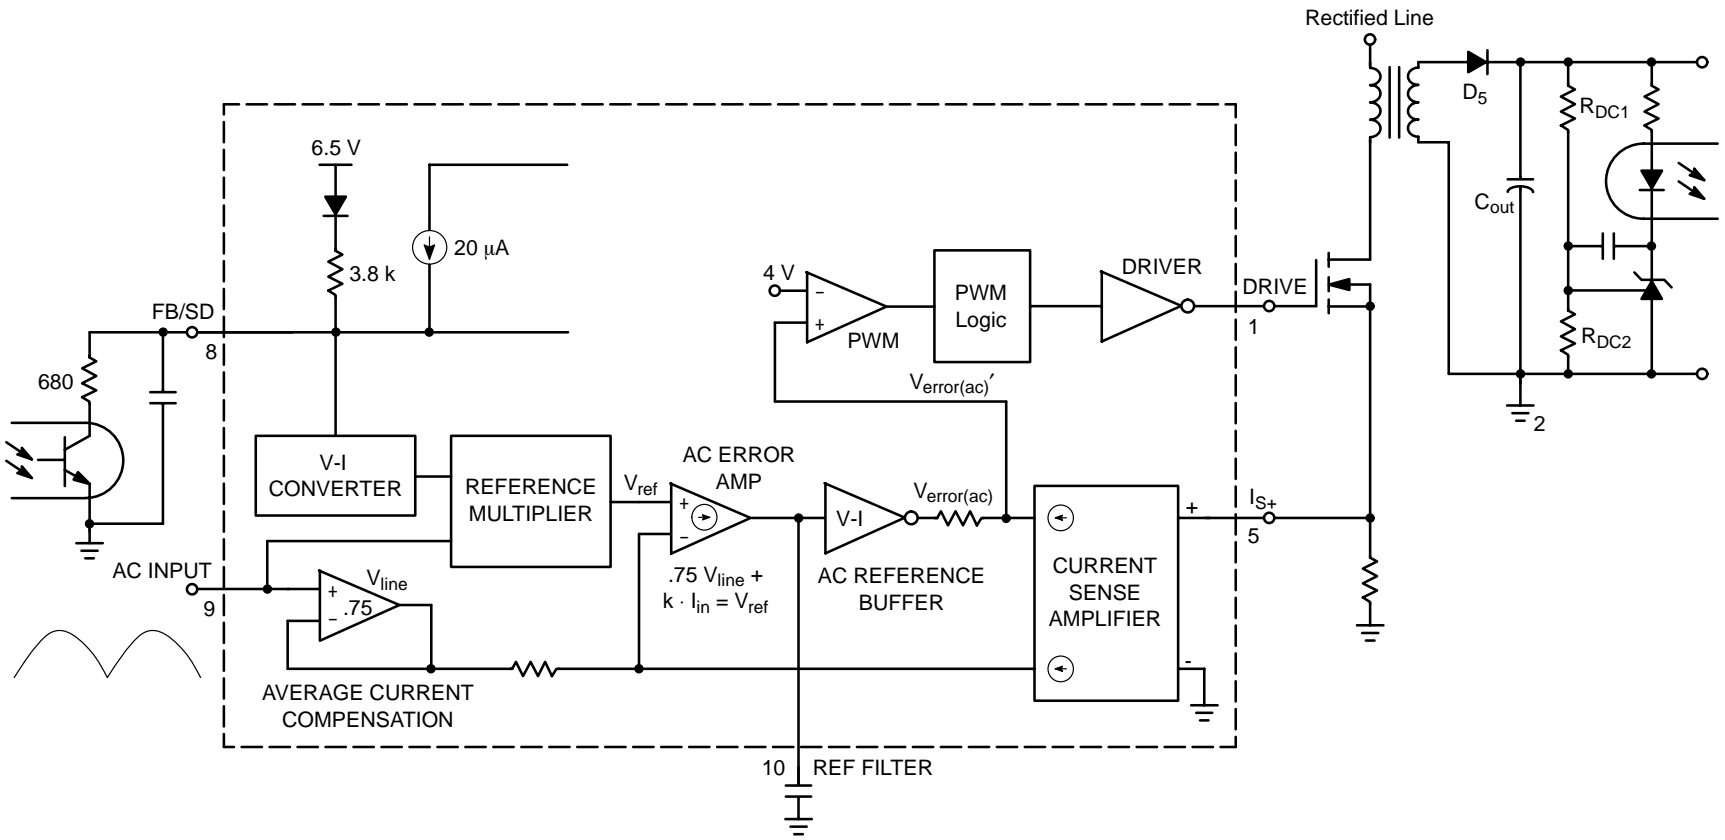 Rectified Line
D5
RDC1
Cout
RDC2
2
6.5 V
20 μA
3.8 k
FB/SD
8
680
4 V
−
+
PWM
PWM
Logic
DRIVER
DRIVE
1
Verror(ac)′
V-I
CONVERTER
REFERENCE
MULTIPLIER
Vref
AC ERROR
AMP
+
−
.75 Vline +
k · Iin = Vref
V-I
Verror(ac)
AC REFERENCE
BUFFER
CURRENT
SENSE
AMPLIFIER
+
-
IS+
5
AC INPUT
9
Vline
+
.75
−
AVERAGE CURRENT
COMPENSATION
10 REF FILTER